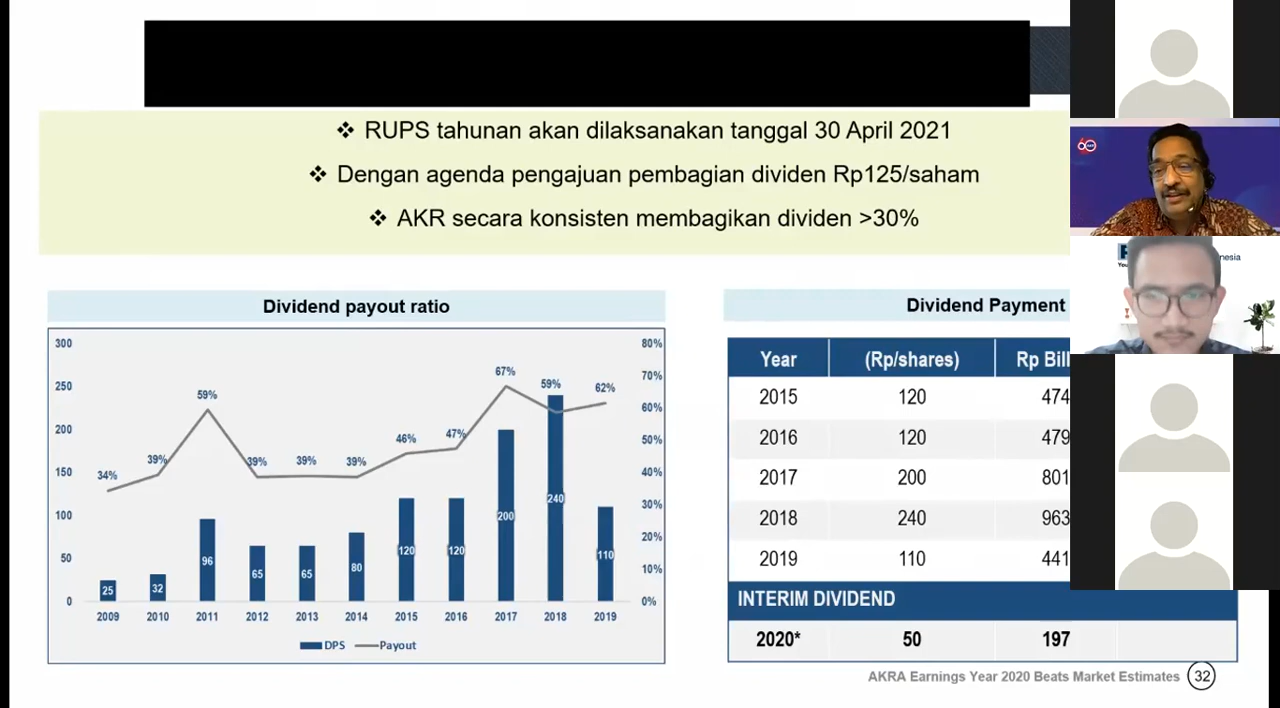 ❖ RUPS tahunan akan dilaksanakan tanggal 30 April 2021
❖ Dengan agenda pengajuan pembagian dividen Rp125/saham
❖ AKR secara konsisten membagikan dividen >30%
Dividend payout ratio
300
250
200
150
100
50
0
80%
70%
60%
50%
40%
30%
20%
10%
0%
34%
39%
59%
39%
39%
39%
46%
47%
67%
59%
62%
25
32
96
65
65
80
120
120
200
240
110
2009 2010 2011 2012 2013 2014 2015 2016 2017 2018 2019
DPS Payout
Dividend Payment
Year (Rp/shares) Rp Bill
2015 120 474
2016 120 479
2017 200 801
2018 240 963
2019 110 441
INTERIM DIVIDEND
2020* 50 197
AKRA Earnings Year 2020 Beats Market Estimates 32